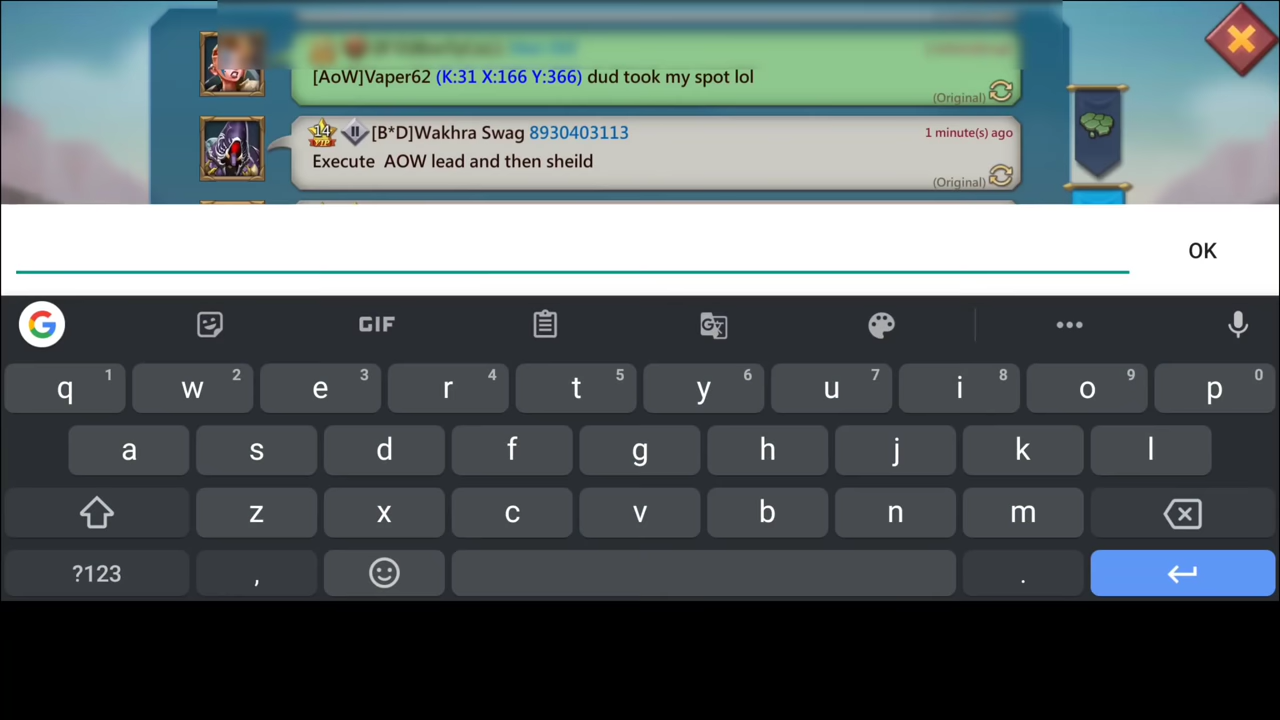 [AoW]Vaper62 (K:31 X:166 Y:366) dud took my spot lol
(Original)
14
VIP
II
[B*D]Wakhra Swag 8930403113
1 minute(s) ago
Execute AOW lead and then sheild
(Original)
OK
G
GIF
q 1 w 2 e 3 r 4 t 5 y 6 u 7 i 8 o 9 p 0
a s d f g h j k l
z x c v b n m
?123 , .